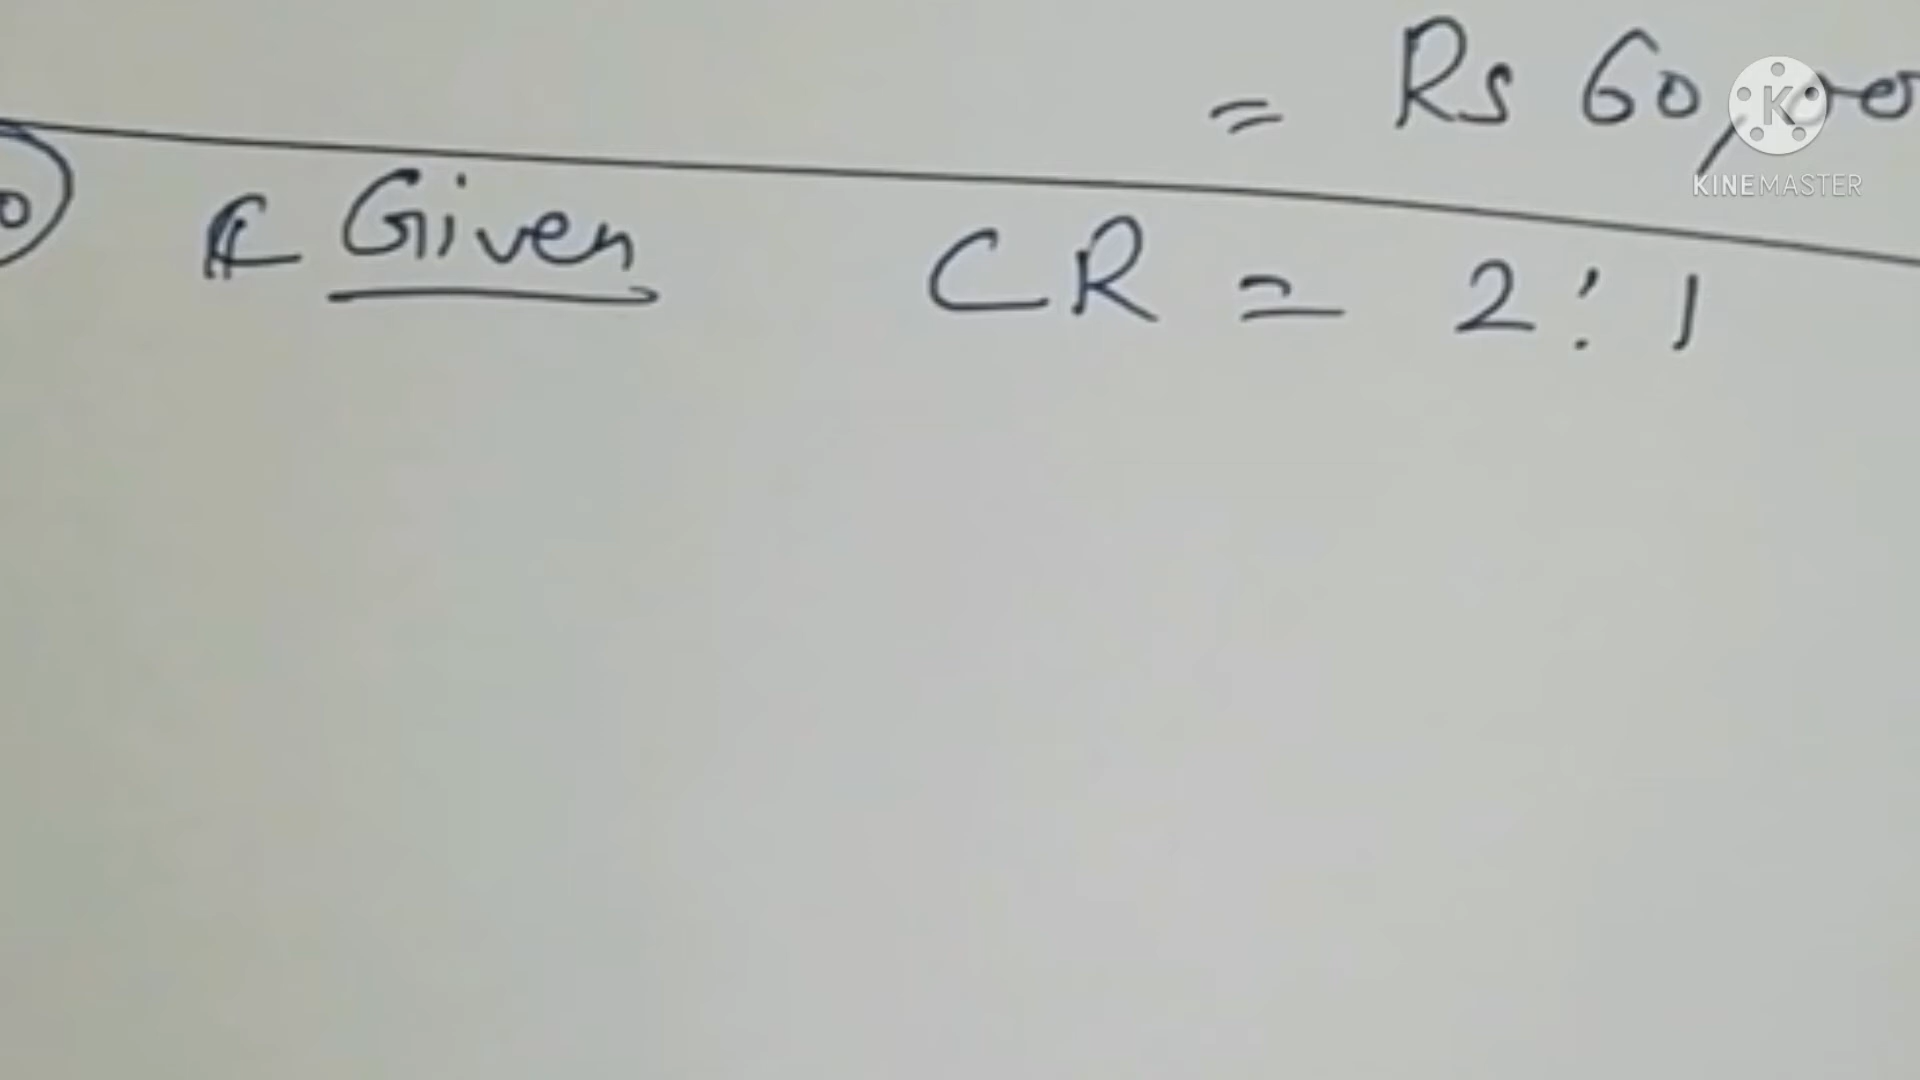 = Rs 60,
KINEMASTER
Given CR = 2:1